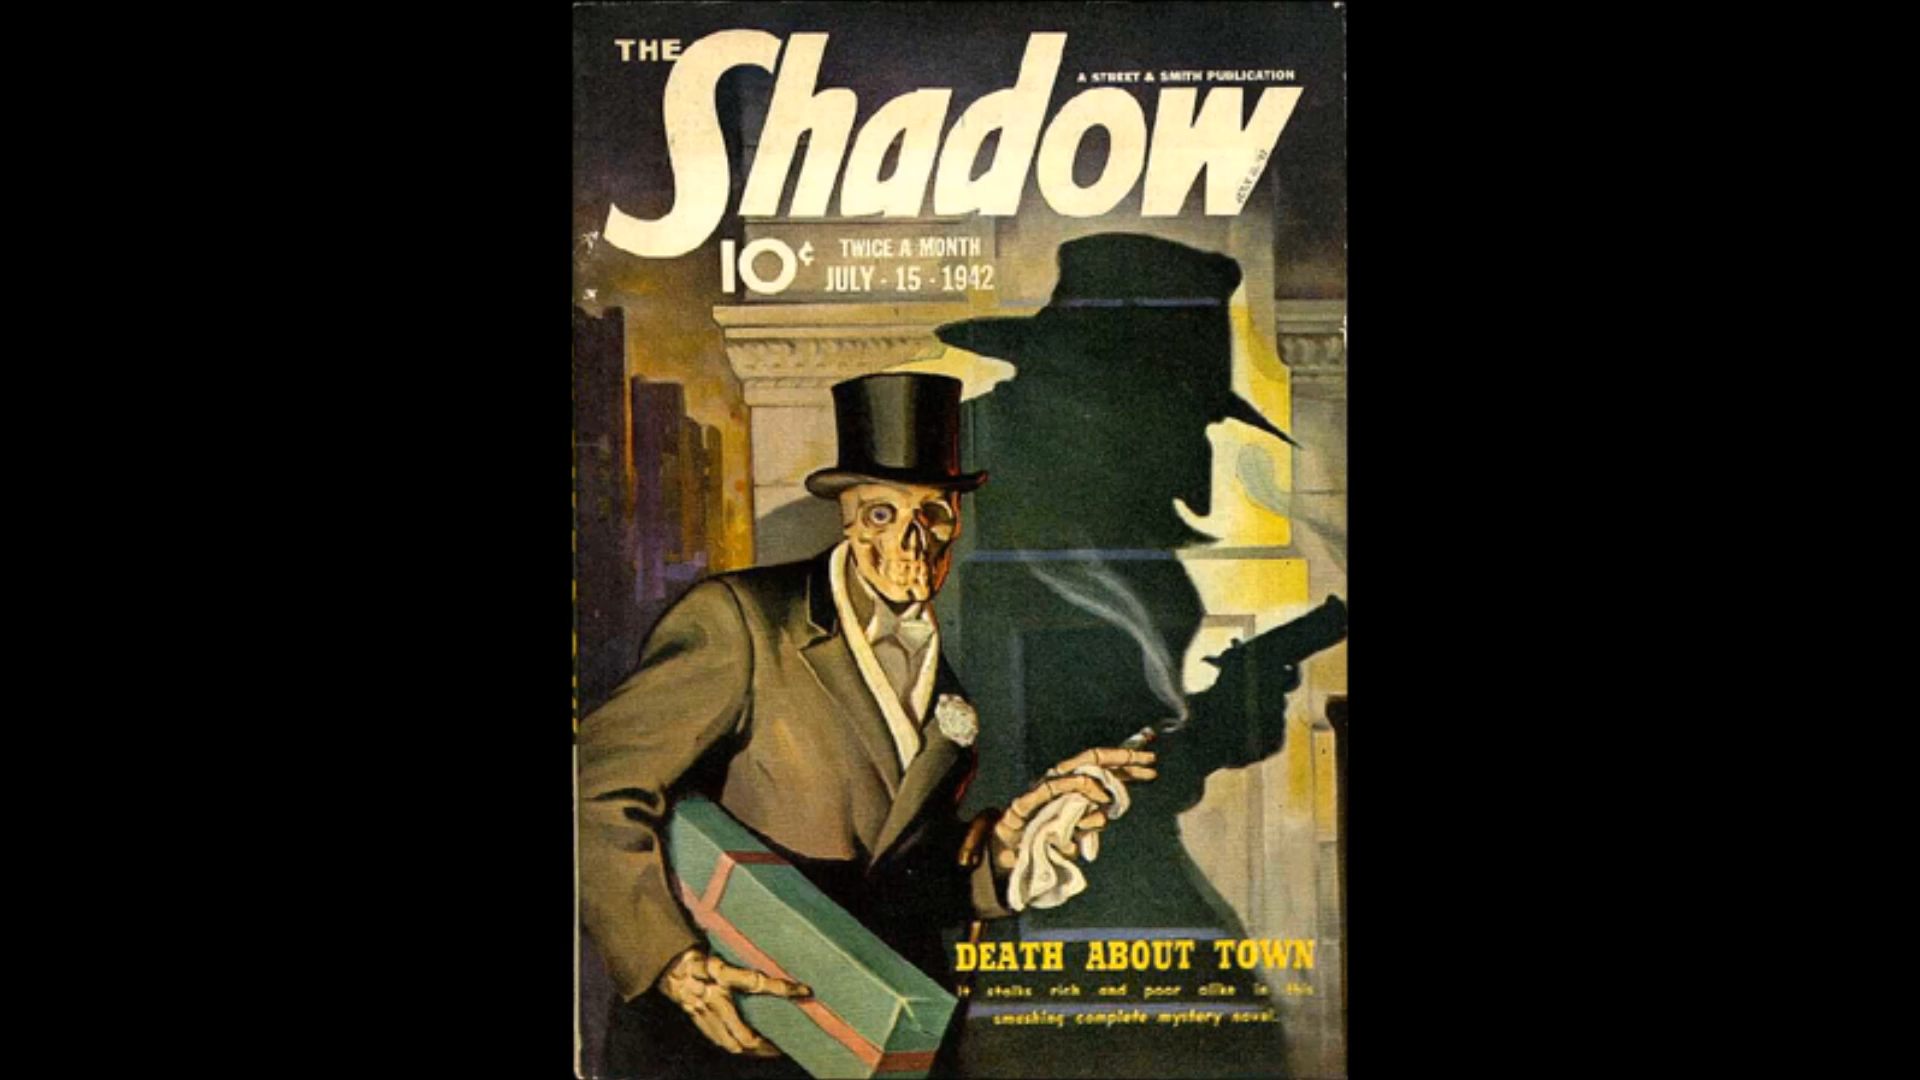 THE
Shadow
A STREET & SMITH PUBLICATION
10¢
TWICE A MONTH
JULY · 15 · 1942
DEATH ABOUT TOWN
It stalks rich and poor alike in this
smashing complete mystery novel.